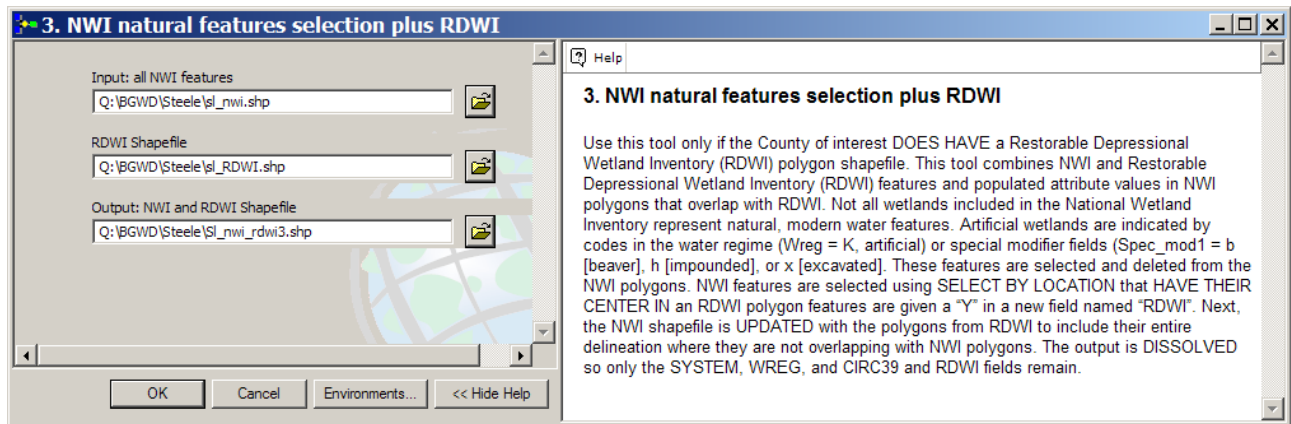 3. NWI natural features selection plus RDWI
Input: all NWI features
Q:\BGWD\Steele\sl_nwi.shp
RDWI Shapefile
Q:\BGWD\Steele\sl_RDWI.shp
Output: NWI and RDWI Shapefile
Q:\BGWD\Steele\Sl_nwi_rdwi3.shp
OK
Cancel
Environments...
<< Hide Help
Help
3. NWI natural features selection plus RDWI
Use this tool only if the County of interest DOES HAVE a Restorable Depressional
Wetland Inventory (RDWI) polygon shapefile. This tool combines NWI and Restorable
Depressional Wetland Inventory (RDWI) features and populated attribute values in NWI
polygons that overlap with RDWI. Not all wetlands included in the National Wetland
Inventory represent natural, modern water features. Artificial wetlands are indicated by
codes in the water regime (Wreg = K, artificial) or special modifier fields (Spec_mod1 = b
[beaver], h [impounded], or x [excavated]. These features are selected and deleted from the
NWI polygons. NWI features are selected using SELECT BY LOCATION that HAVE THEIR
CENTER IN an RDWI polygon features are given a “Y” in a new field named “RDWI”. Next,
the NWI shapefile is UPDATED with the polygons from RDWI to include their entire
delineation where they are not overlapping with NWI polygons. The output is DISSOLVED
so only the SYSTEM, WREG, and CIRC39 and RDWI fields remain.